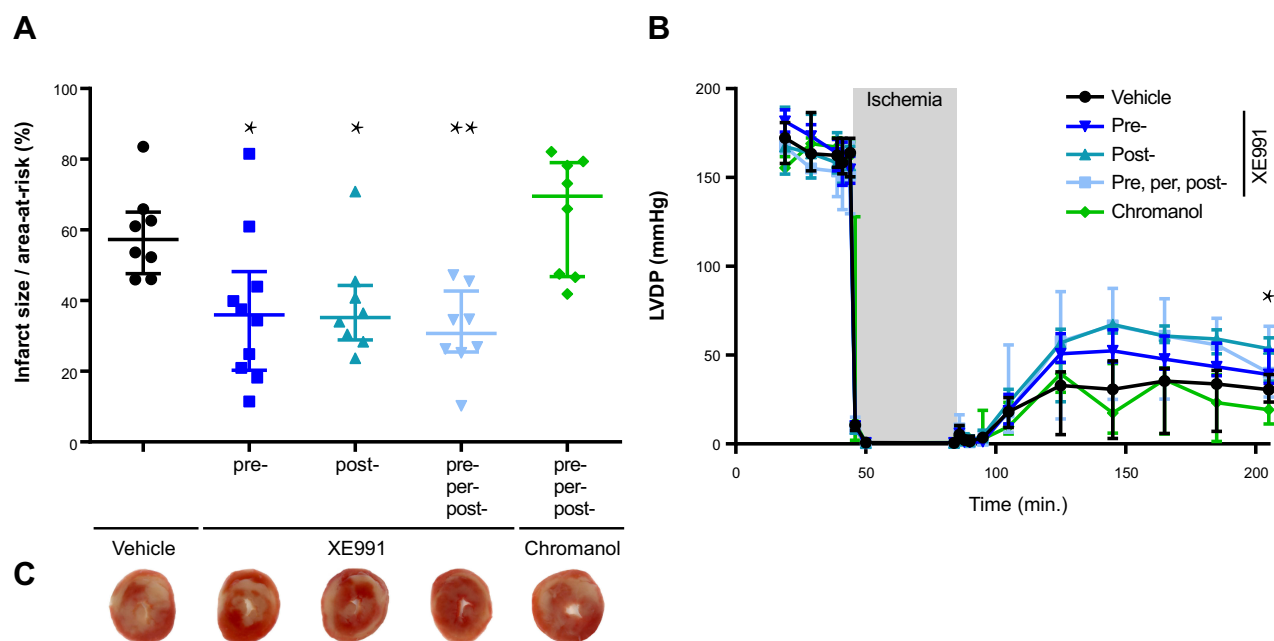 A
Infarct size / area-at-risk (%)
100
80
60
40
20
0
* * **
pre- post- pre- pre-
per- per-
post- post-
Vehicle XE991 Chromanol
B
LVDP (mmHg)
200
150
100
50
0
Ischemia
Vehicle
Pre-
Post-
Pre, per, post-
Chromanol
XE991
*
0 50 100 150 200
Time (min.)
C